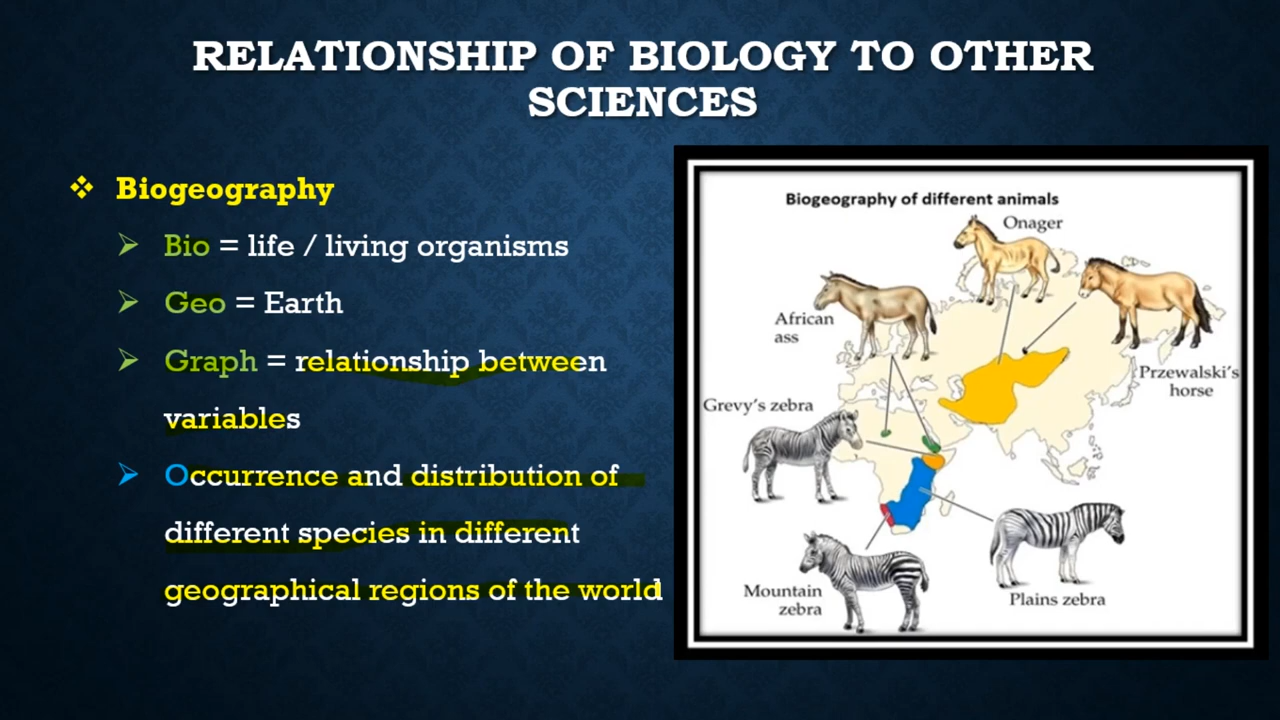 RELATIONSHIP OF BIOLOGY TO OTHER
SCIENCES
Biogeography
Bio = life / living organisms
Geo = Earth
Graph = relationship between
variables
Occurrence and distribution of
different species in different
geographical regions of the world
Biogeography of different animals
Onager
African
ass
Przewalski's
horse
Grevy's zebra
Mountain
zebra
Plains zebra